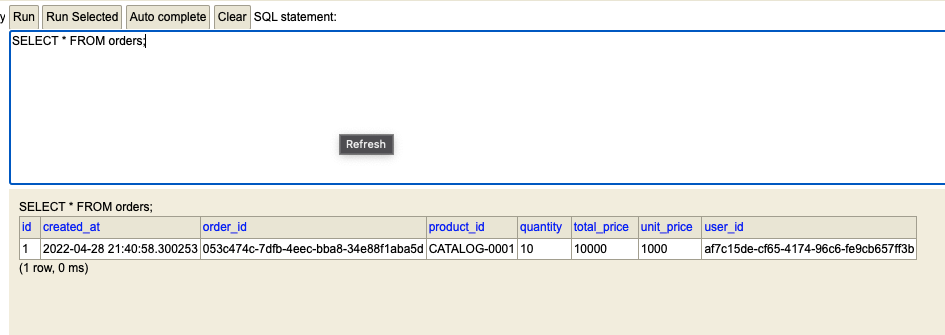 y Run Run Selected Auto complete Clear SQL statement:
SELECT * FROM orders;
Refresh
SELECT * FROM orders;
id created_at order_id product_id quantity total_price unit_price user_id
1 2022-04-28 21:40:58.300253 053c474c-7dfb-4eec-bba8-34e88f1aba5d CATALOG-0001 10 10000 1000 af7c15de-cf65-4174-96c6-fe9cb657ff3b
(1 row, 0 ms)